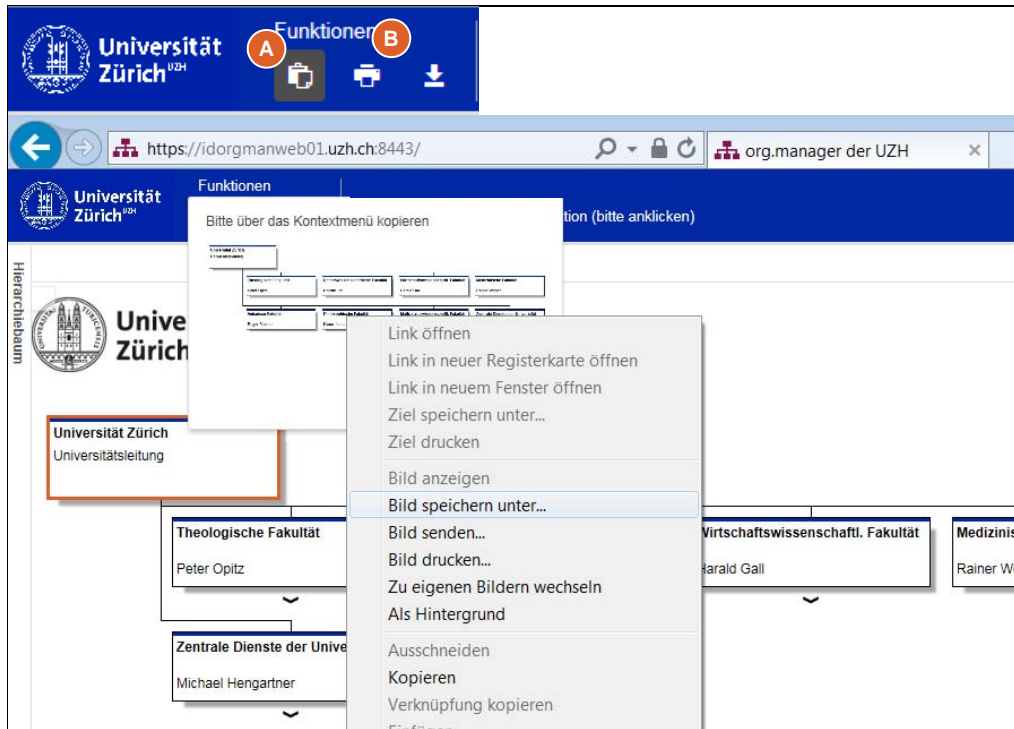 Universität
Zürich UZH
Funktionen
A
B
https://idorgmanweb01.uzh.ch:8443/
org.manager der UZH
Universität
Zürich UZH
Funktionen
tion (bitte anklicken)
Bitte über das Kontextmenü kopieren
Hierarchiebaum
Unive
Zürich
Link öffnen
Link in neuer Registerkarte öffnen
Link in neuem Fenster öffnen
Ziel speichern unter...
Ziel drucken
Bild anzeigen
Bild speichern unter...
Bild senden...
Bild drucken...
Zu eigenen Bildern wechseln
Als Hintergrund
Ausschneiden
Kopieren
Verknüpfung kopieren
Universität Zürich
Universitätsleitung
Theologische Fakultät
Peter Opitz
Wirtschaftswissenschaftl. Fakultät
Harald Gall
Medizinis
Rainer W
Zentrale Dienste der Unive
Michael Hengartner